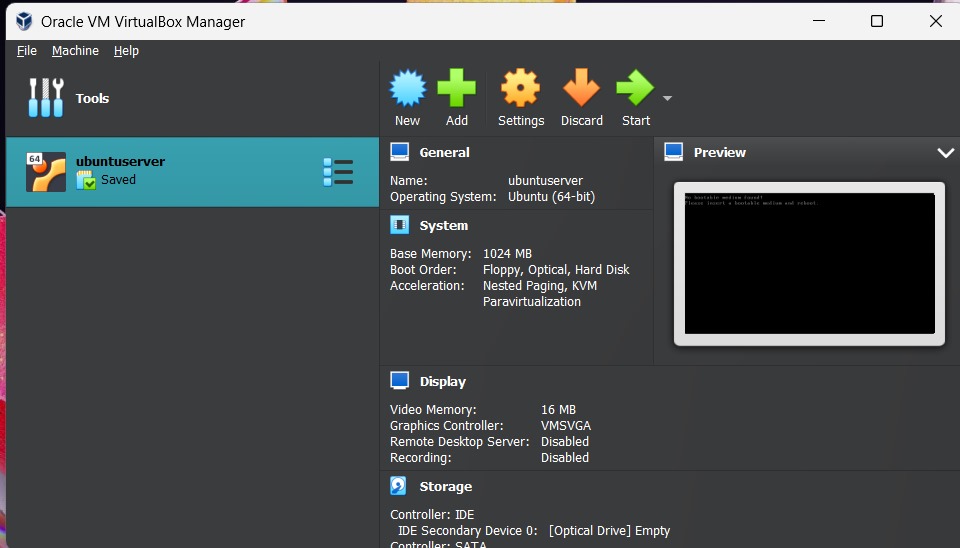 Oracle VM VirtualBox Manager
File Machine Help
Tools
New Add Settings Discard Start
64
ubuntuserver
Saved
General
Name: ubuntuserver
Operating System: Ubuntu (64-bit)
System
Base Memory: 1024 MB
Boot Order: Floppy, Optical, Hard Disk
Acceleration: Nested Paging, KVM
Paravirtualization
Preview
No bootable medium found!
Please insert a bootable medium and reboot.
Display
Video Memory: 16 MB
Graphics Controller: VMSVGA
Remote Desktop Server: Disabled
Recording: Disabled
Storage
Controller: IDE
IDE Secondary Device 0: [Optical Drive] Empty
Controller: SATA